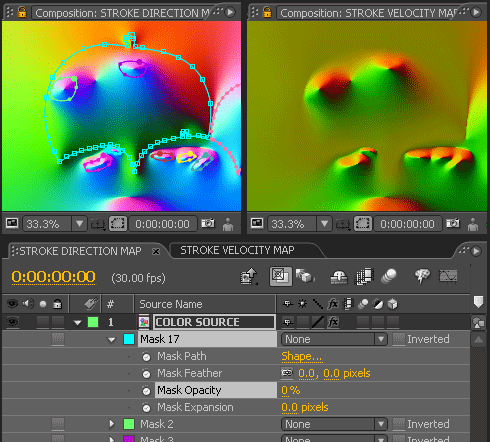 Composition: STROKE DIRECTION M
Composition: STROKE VELOCITY MAP
33.3%
0:00:00:00
33.3%
0:00:00:00
STROKE DIRECTION MAP x
STROKE VELOCITY MAP
0:00:00:00 (30.00 fps)
# Source Name
1 COLOR SOURCE
Mask 17 None Inverted
Mask Path Shape...
Mask Feather 0.0, 0.0 pixels
Mask Opacity 0%
Mask Expansion 0.0 pixels
Mask 2 None Inverted
Mask 3 None Inverted